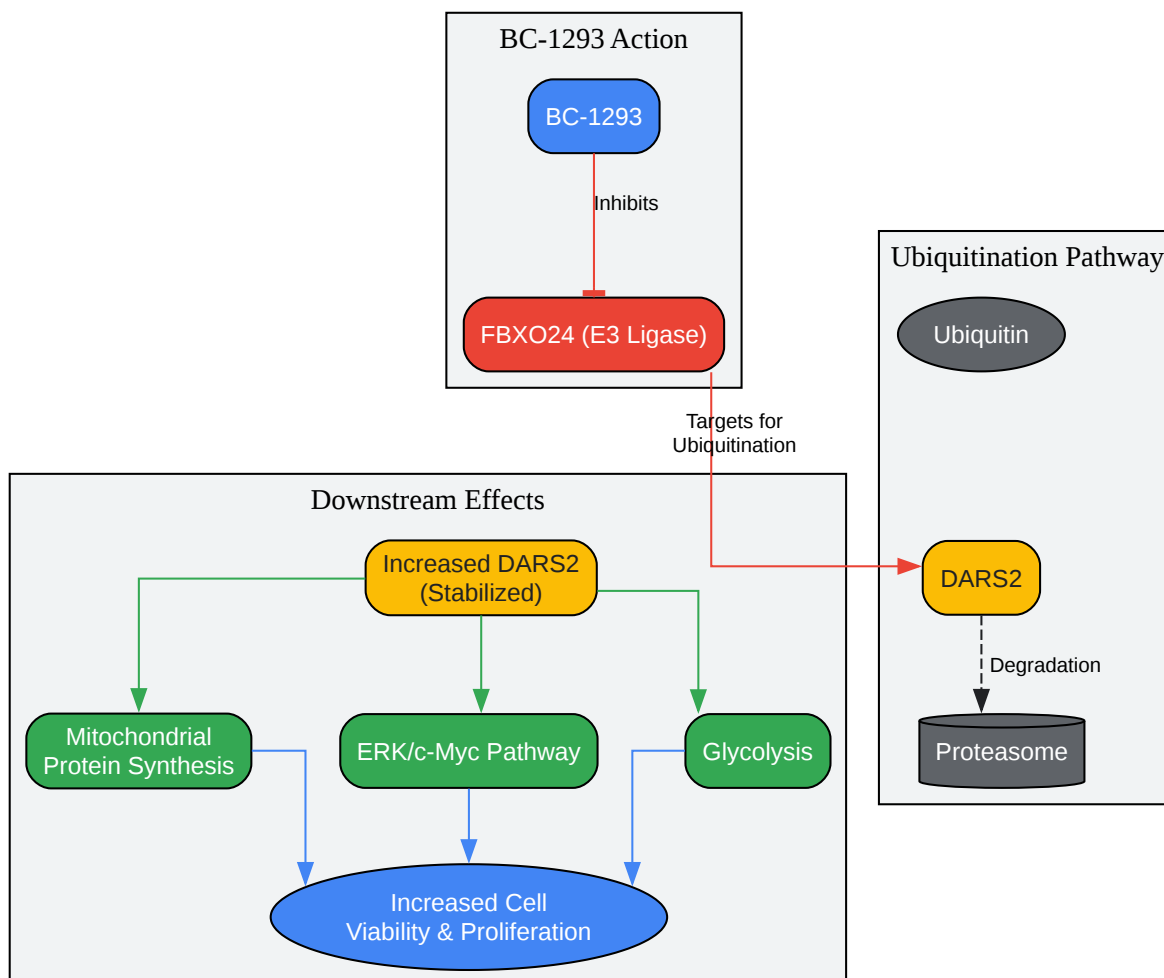 BC-1293 Action
BC-1293
Inhibits
FBXO24 (E3 Ligase)
Targets for
Ubiquitination
Ubiquitination Pathway
Ubiquitin
DARS2
Degradation
Proteasome
Downstream Effects
Increased DARS2
(Stabilized)
Mitochondrial
Protein Synthesis
ERK/c-Myc Pathway
Glycolysis
Increased Cell
Viability & Proliferation